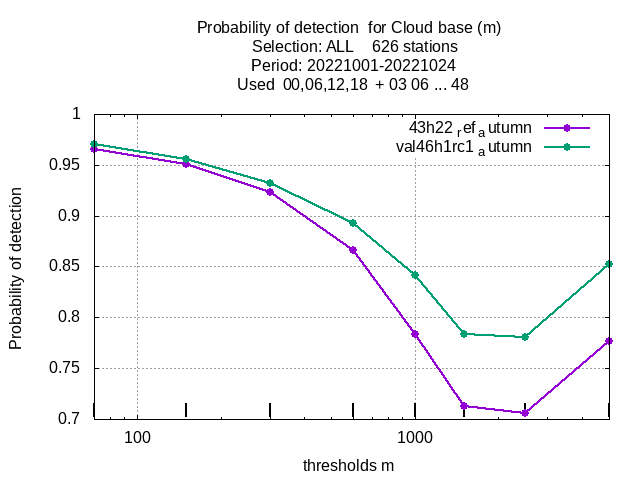 Probability of detection  for Cloud base (m)
Selection: ALL    626 stations
Period: 20221001-20221024
Used  00,06,12,18  + 03 06 ... 48
1
0.95
0.9
0.85
0.8
0.75
0.7
Probability of detection
43h22 ref a utumn
val46h1rc1 a utumn
100
1000
thresholds m